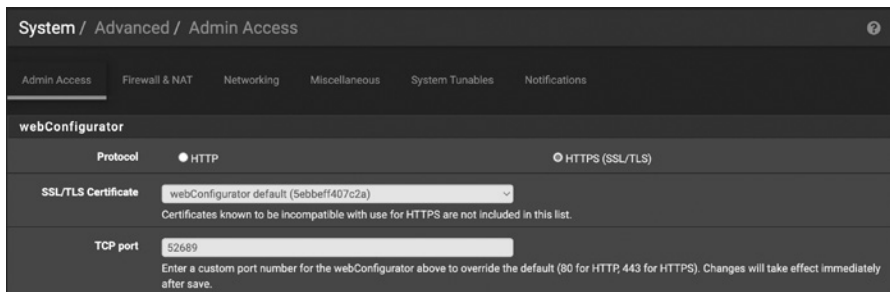 System / Advanced / Admin Access
Admin Access Firewall & NAT Networking Miscellaneous System Tunables Notifications
webConfigurator
Protocol HTTP HTTPS (SSL/TLS)
SSL/TLS Certificate webConfigurator default (5ebbeff407c2a)
Certificates known to be incompatible with use for HTTPS are not included in this list.
TCP port 52689
Enter a custom port number for the webConfigurator above to override the default (80 for HTTP, 443 for HTTPS). Changes will take effect immediately
after save.